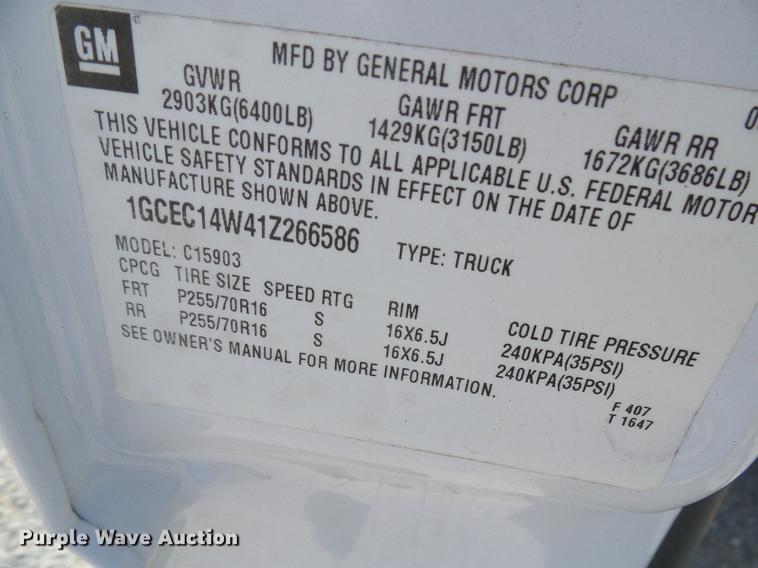 GM
MFD BY GENERAL MOTORS CORP 0
GVWR GAWR FRT GAWR RR
2903KG(6400LB) 1429KG(3150LB) 1672KG(3686LB)
THIS VEHICLE CONFORMS TO ALL APPLICABLE U.S. FEDERAL MOTOR
VEHICLE SAFETY STANDARDS IN EFFECT ON THE DATE OF
MANUFACTURE SHOWN ABOVE.
1GCEC14W41Z266586 TYPE: TRUCK
MODEL: C15903
CPCG TIRE SIZE SPEED RTG RIM COLD TIRE PRESSURE
FRT P255/70R16 S 16X6.5J 240KPA(35PSI)
RR P255/70R16 S 16X6.5J 240KPA(35PSI)
SEE OWNER'S MANUAL FOR MORE INFORMATION.
F 407
T 1647
Purple Wave Auction